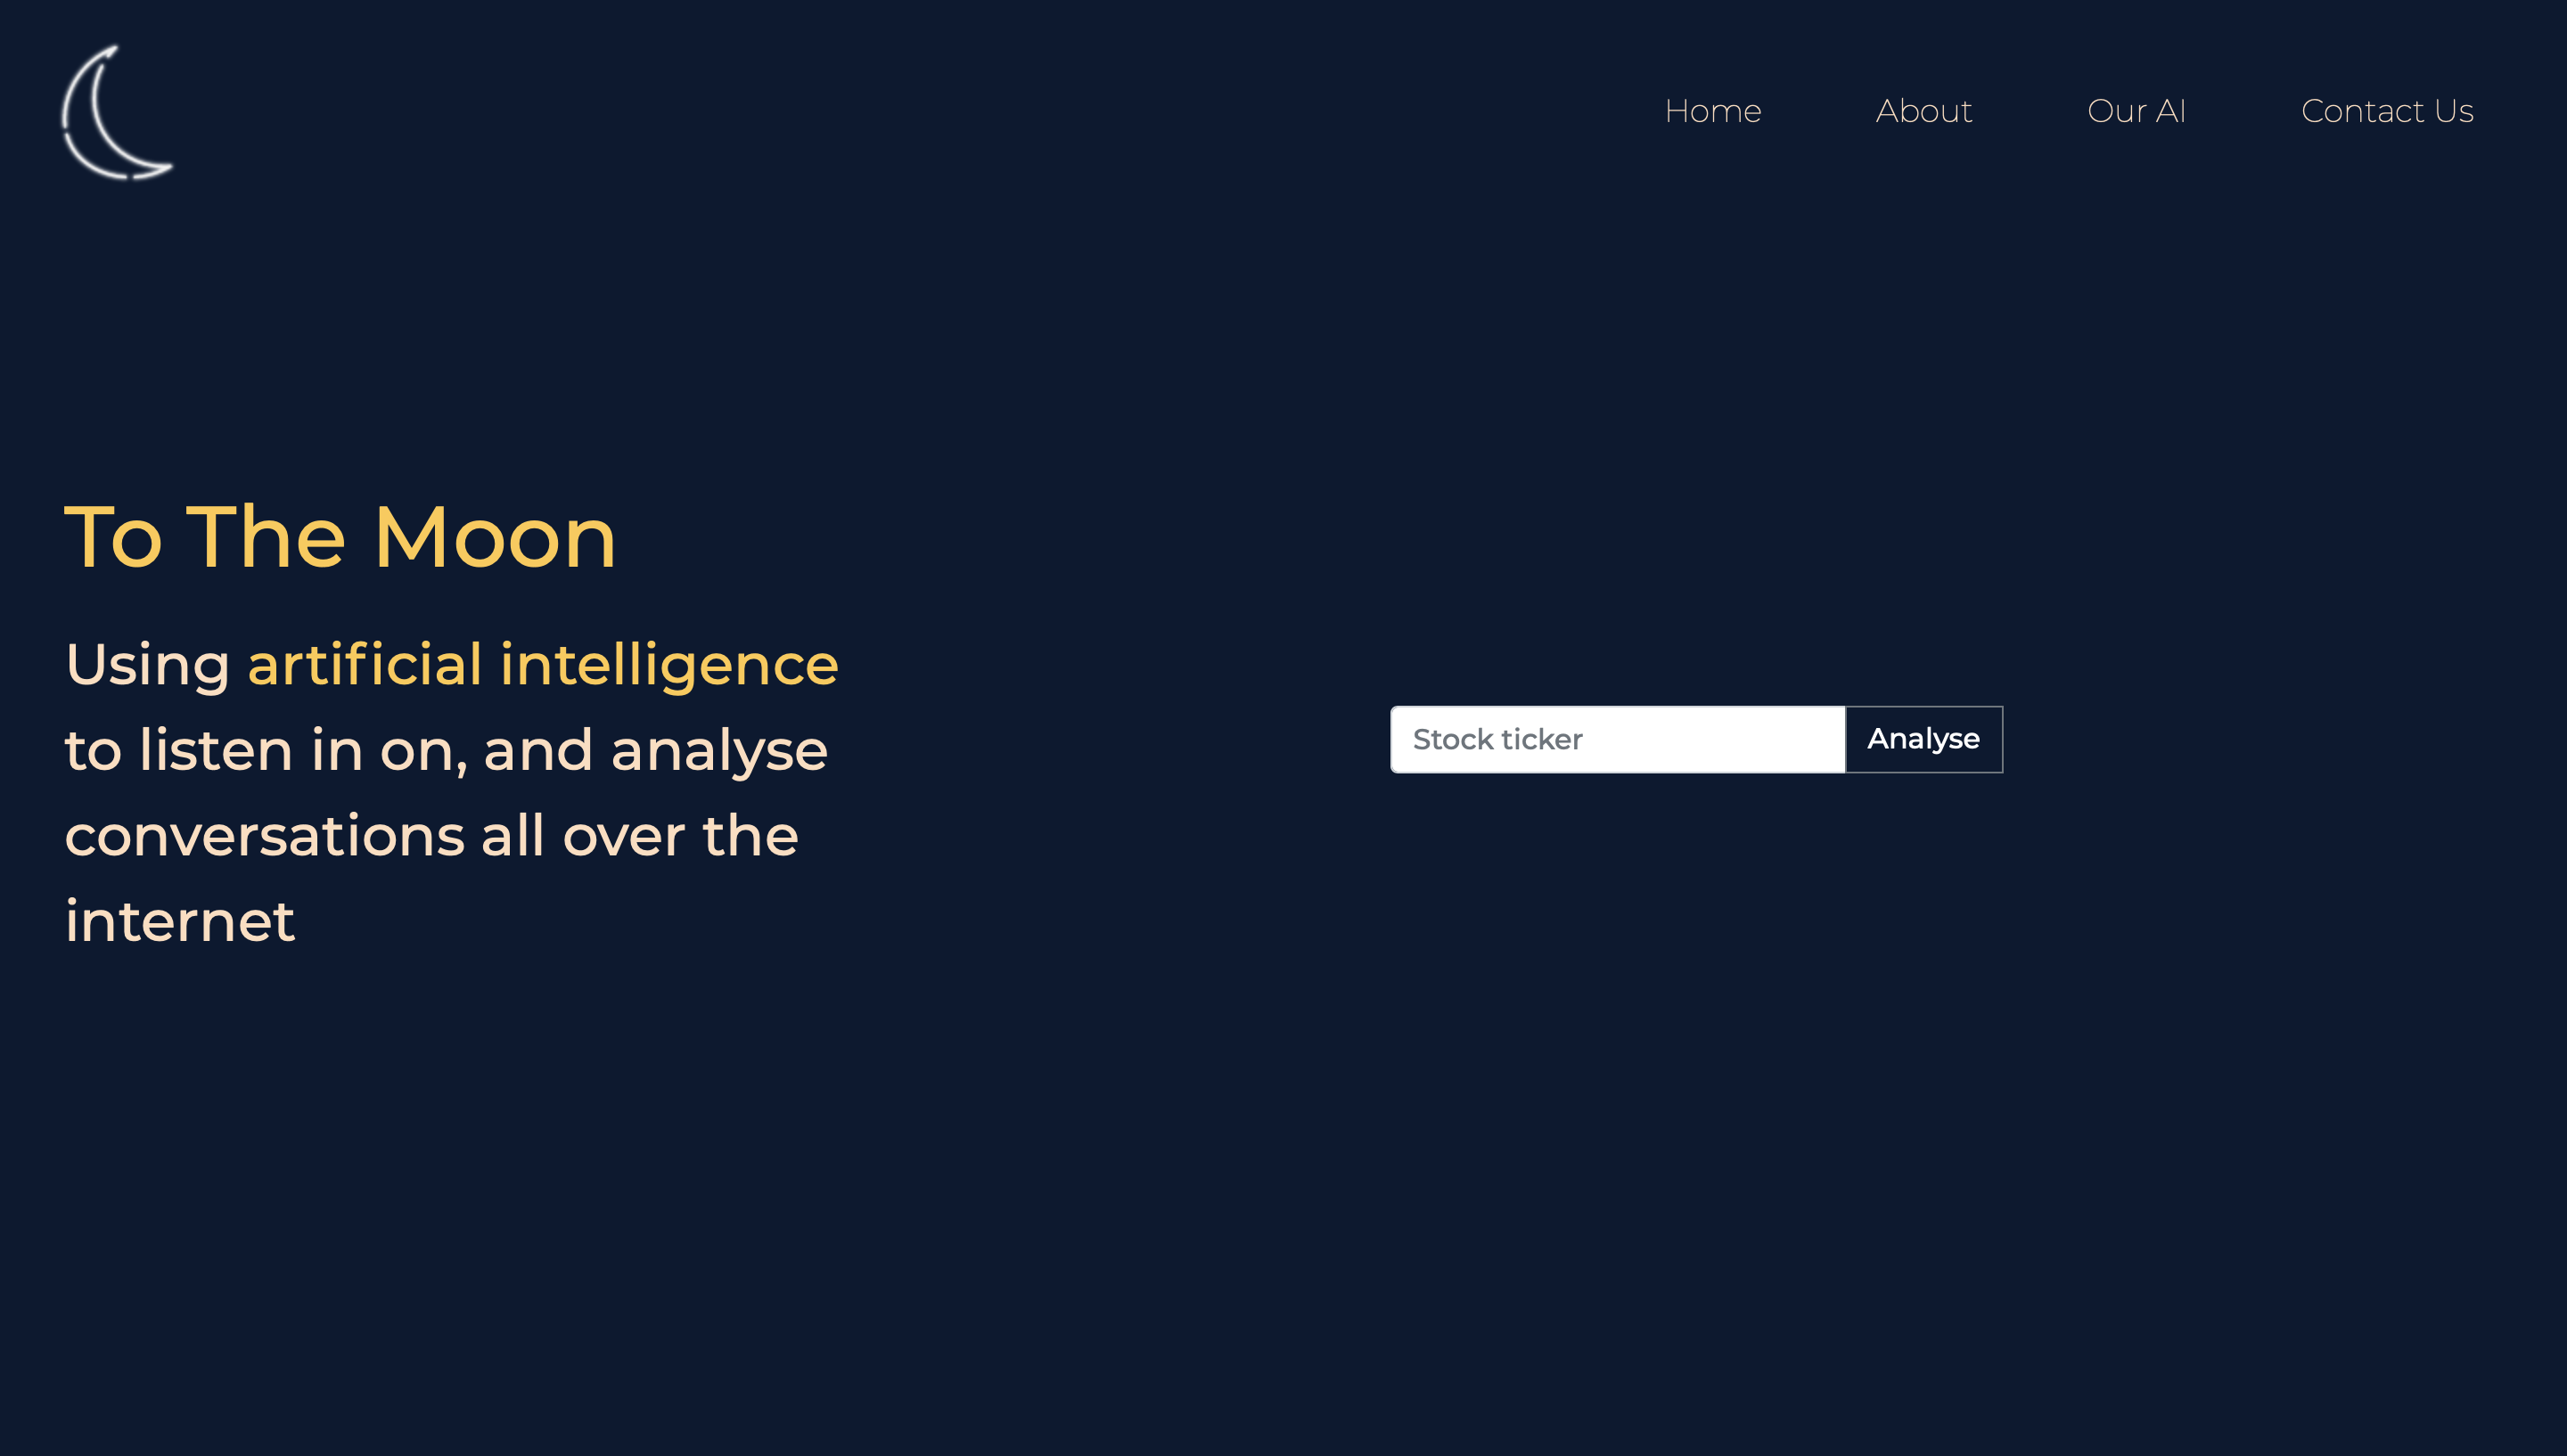 Home About Our AI Contact Us
To The Moon
Using artificial intelligence
to listen in on, and analyse
conversations all over the
internet
Stock ticker Analyse